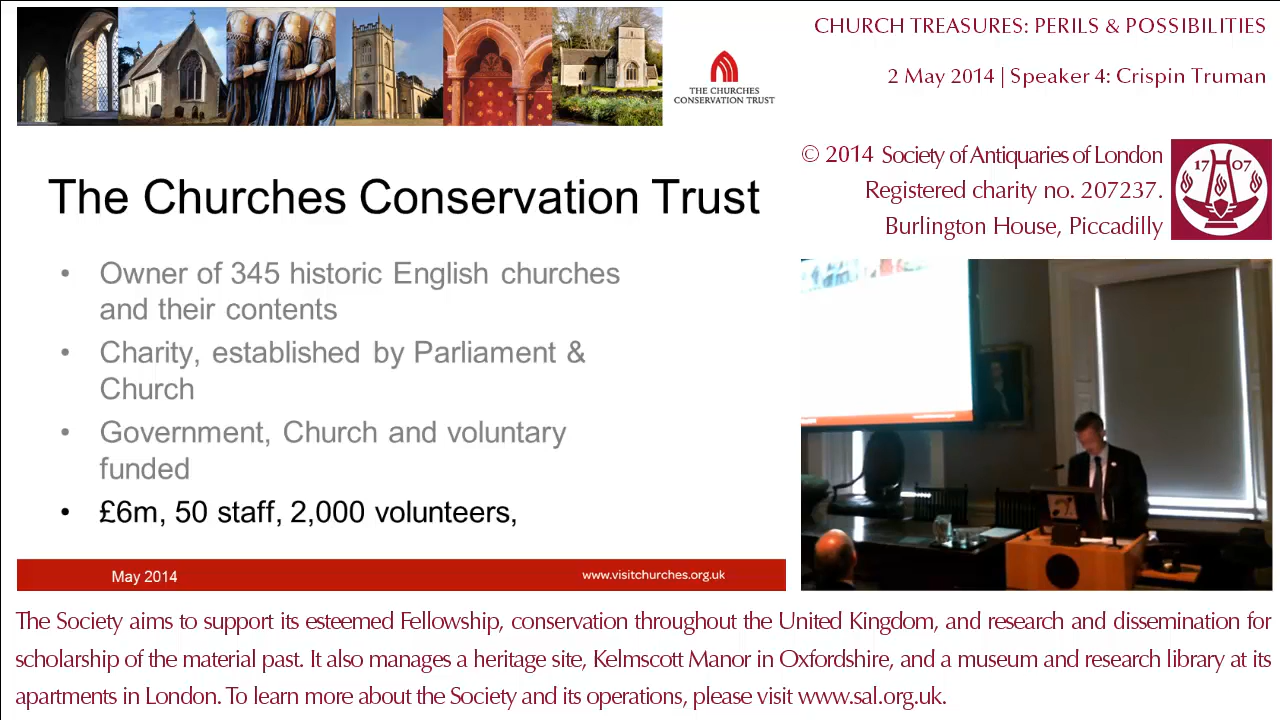 CHURCH TREASURES: PERILS & POSSIBILITIES
2 May 2014 | Speaker 4: Crispin Truman
THE CHURCHES
CONSERVATION TRUST
© 2014 Society of Antiquaries of London
Registered charity no. 207237.
Burlington House, Piccadilly
17 07
The Churches Conservation Trust
• Owner of 345 historic English churches
and their contents
• Charity, established by Parliament &
Church
• Government, Church and voluntary
funded
• £6m, 50 staff, 2,000 volunteers,
May 2014
www.visitchurches.org.uk
The Society aims to support its esteemed Fellowship, conservation throughout the United Kingdom, and research and dissemination for
scholarship of the material past. It also manages a heritage site, Kelmscott Manor in Oxfordshire, and a museum and research library at its
apartments in London. To learn more about the Society and its operations, please visit www.sal.org.uk.